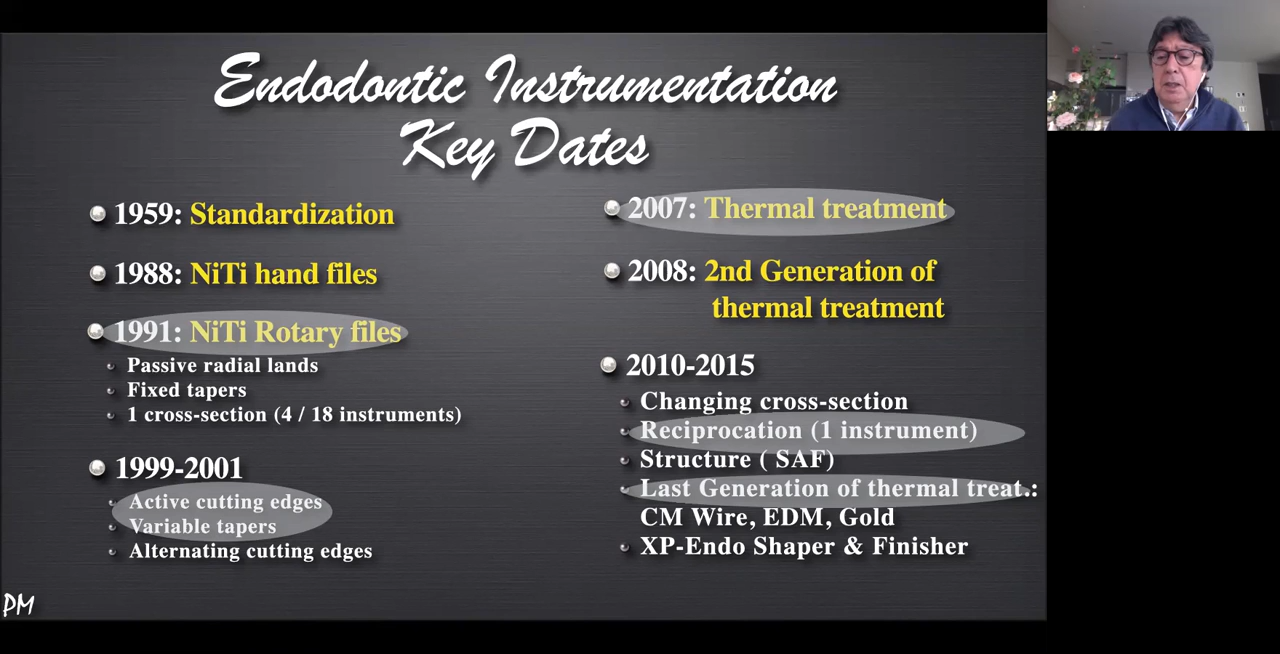 Endodontic Instrumentation
Key Dates
1959: Standardization
1988: NiTi hand files
1991: NiTi Rotary files
Passive radial lands
Fixed tapers
1 cross-section (4 / 18 instruments)
1999-2001
Active cutting edges
Variable tapers
Alternating cutting edges
2007: Thermal treatment
2008: 2nd Generation of
thermal treatment
2010-2015
Changing cross-section
Reciprocation (1 instrument)
Structure ( SAF)
Last Generation of thermal treat.:
CM Wire, EDM, Gold
XP-Endo Shaper & Finisher
PM